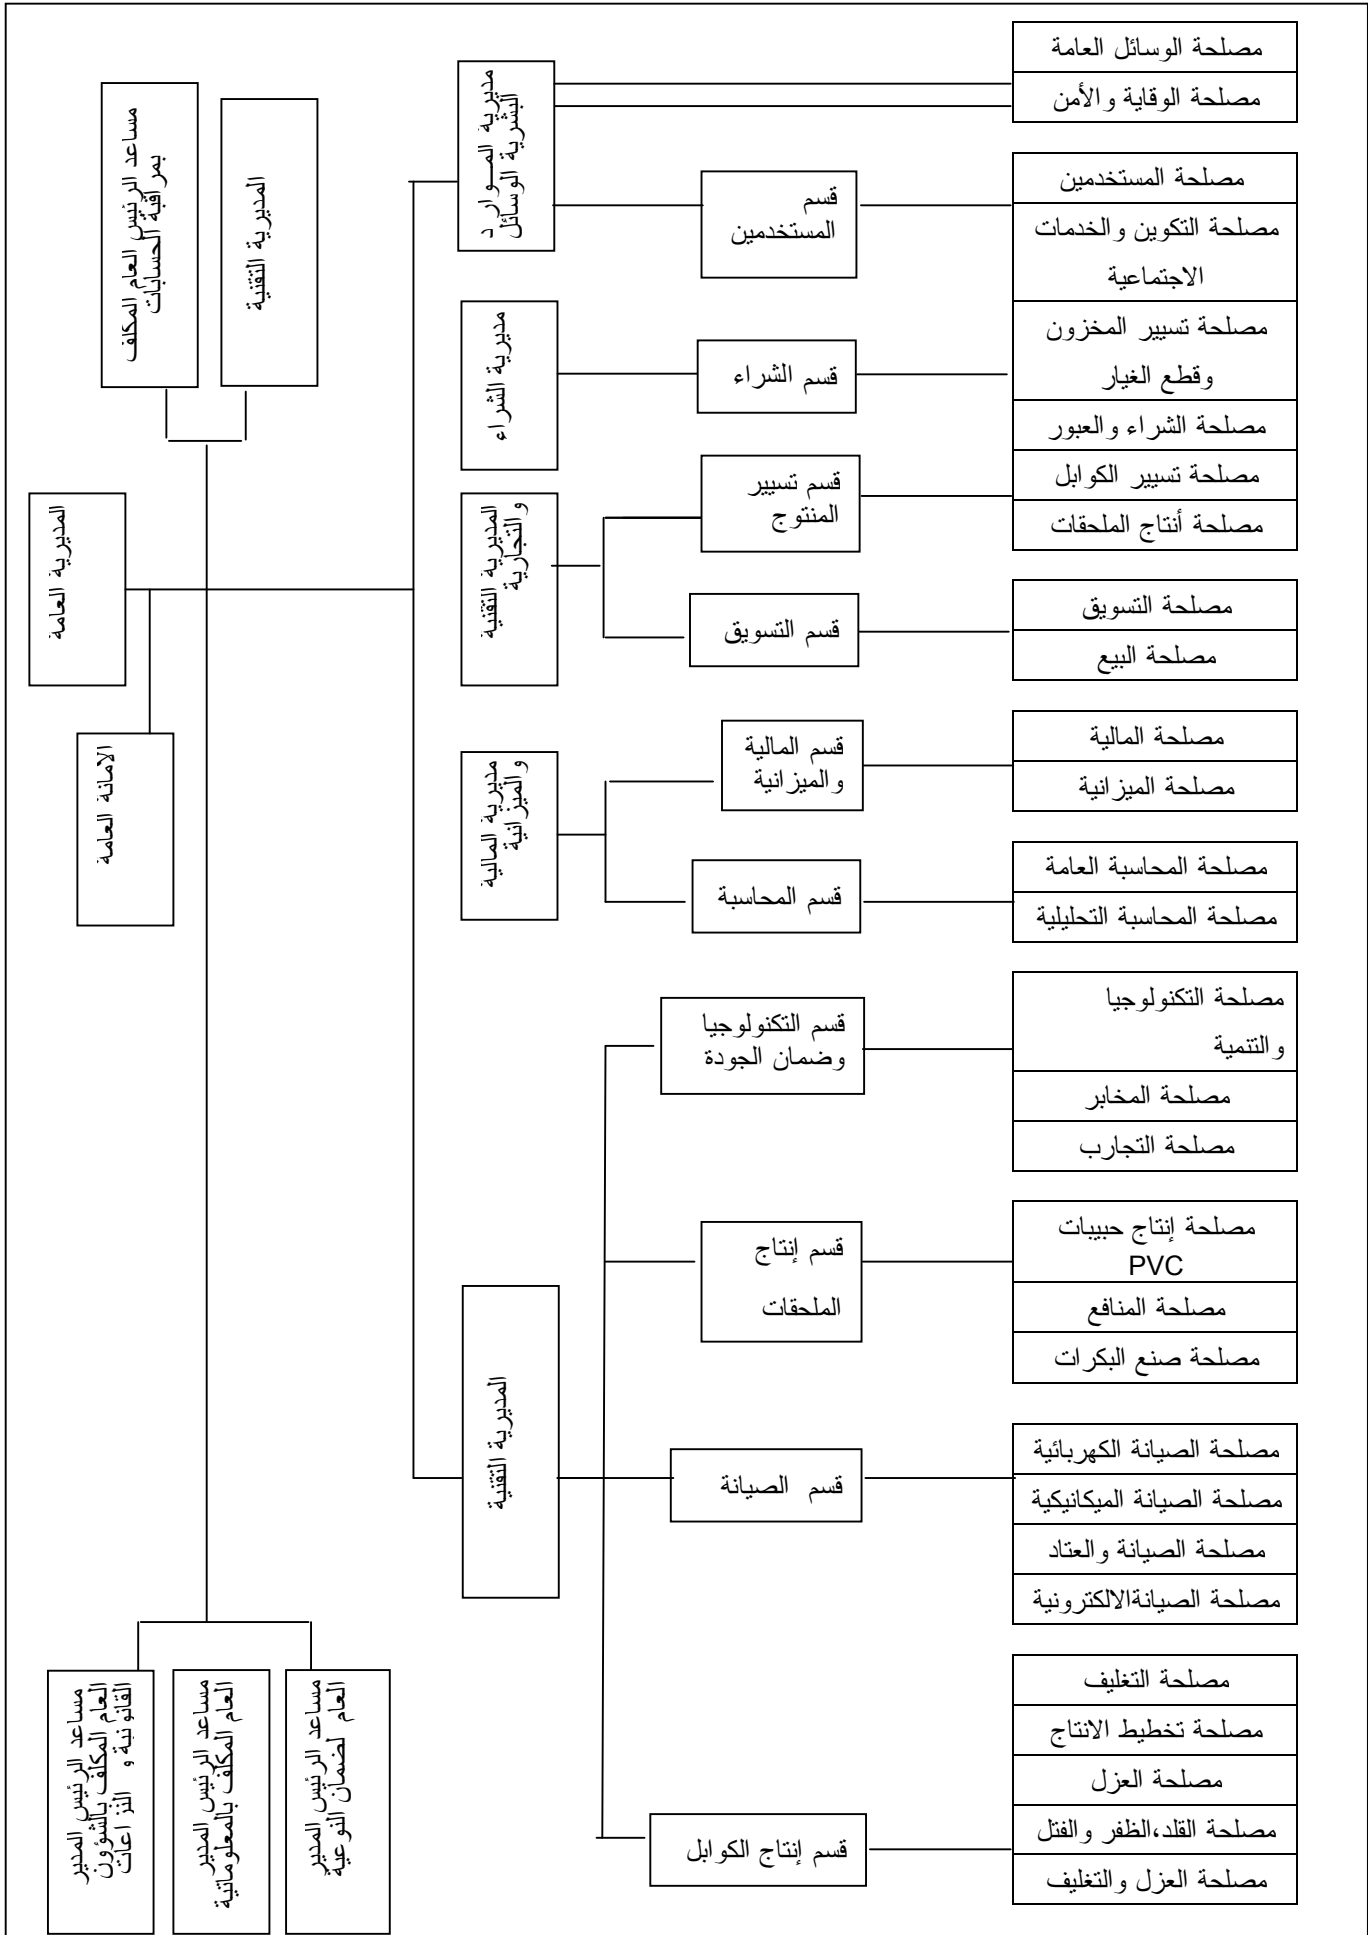 مصلحة الوسائل العامة
مصلحة الوقاية والأمن
مصلحة المستخدمين
مصلحة التكوين والخدمات
الاجتماعية
مصلحة تسيير المخزون
وقطع الغيار
مصلحة الشراء والعبور
مصلحة تسيير الكوابل
مصلحة أنتاج الملحقات
مصلحة التسويق
مصلحة البيع
مصلحة المالية
مصلحة الميزانية
مصلحة المحاسبة العامة
مصلحة المحاسبة التحليلية
مصلحة التكنولوجيا
والتنمية
مصلحة المخابر
مصلحة التجارب
مصلحة إنتاج حبيبات
PVC
مصلحة المنافع
مصلحة صنع البكرات
مصلحة الصيانة الكهربائية
مصلحة الصيانة الميكانيكية
مصلحة الصيانة والعتاد
مصلحة الصيانةالالكترونية
مصلحة التغليف
مصلحة تخطيط الانتاج
مصلحة العزل
مصلحة القلد،الظفر والفتل
مصلحة العزل والتغليف
قسم
المستخدمين
قسم الشراء
قسم تسيير
المنتوج
قسم التسويق
قسم المالية
والميزانية
قسم المحاسبة
قسم التكنولوجيا
وضمان الجودة
قسم إنتاج
الملحقات
قسم الصيانة
قسم إنتاج الكوابل
مديرية المــوارد
البشرية الوسائل
مديرية الشراء
المديرية التقنية
والتجارية
مديرية المالية
والميزانية
المديرية التقنية
المديرية التقنية
مساعد الرئيس العام المكلف
بمراقبة الحسابات
المديرية العامة
الامانة العامة
مساعد الرئيس المدير
العام لضمان النوعية
مساعد الرئيس المدير
العام المكلف بالمعلوماتية
مساعد الرئيس المدير
العام المكلف بالشؤون
القانونية و النزاعات